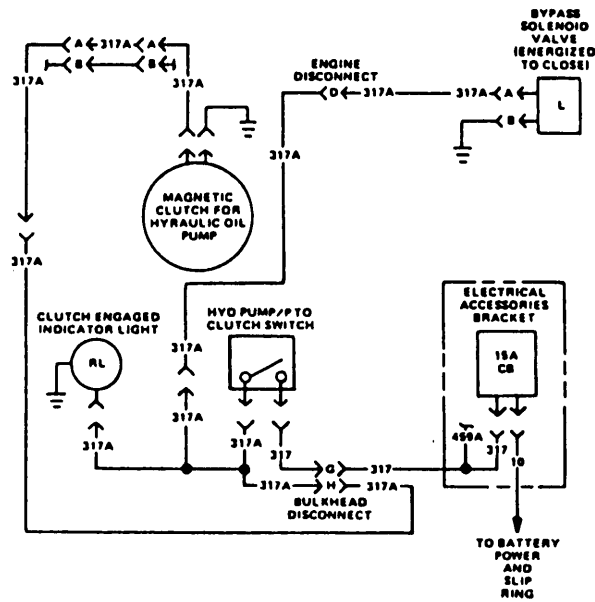 BYPASS
SOLENOID
VALVE
(ENERGIZED
TO CLOSE)
A 317A A
B B
317A
317A
ENGINE
DISCONNECT
D 317A
317A A
L
B
317A
MAGNETIC
CLUTCH FOR
HYRAULIC OIL
PUMP
317A
ELECTRICAL
ACCESSORIES
BRACKET
CLUTCH ENGAGED
INDICATOR LIGHT
HYD PUMP/PTO
CLUTCH SWITCH
317A
15A
CB
RL
317A
317A
317A
317
459A
317
10
G 317
317A H 317A
BULKHEAD
DISCONNECT
TO BATTERY
POWER
AND
SLIP
RING